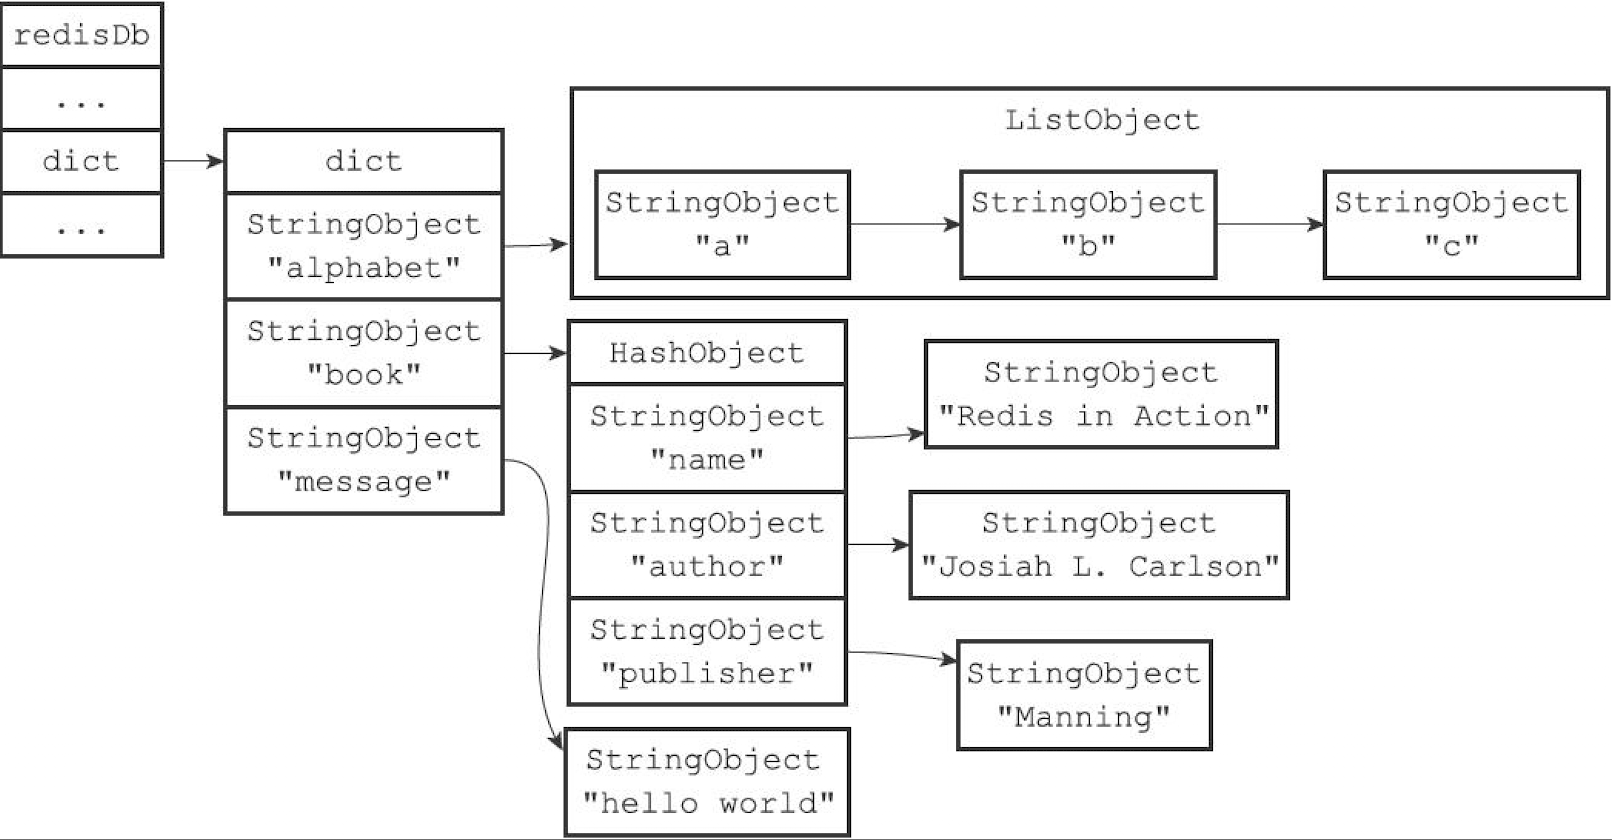 redisDb
...
dict
...
dict
StringObject
"alphabet"
StringObject
"book"
StringObject
"message"
ListObject
StringObject
"a"
StringObject
"b"
StringObject
"c"
HashObject
StringObject
"name"
StringObject
"author"
StringObject
"publisher"
StringObject
"Redis in Action"
StringObject
"Josiah L. Carlson"
StringObject
"Manning"
StringObject
"hello world"